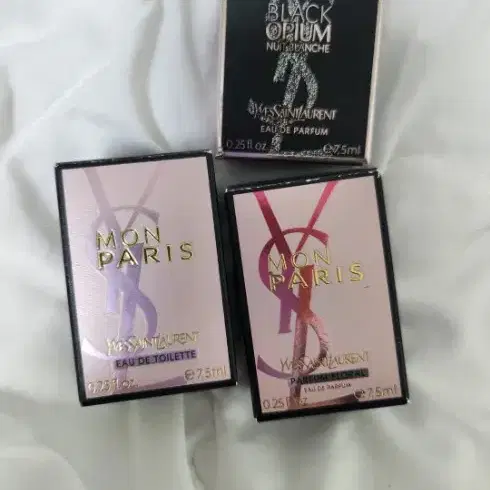 BLACK
OPIUM
NUIT BLANCHE
YVESSAINTLAURENT
EAU DE PARFUM
0.25 fl. oz. e 7,5ml
MON
PARIS
YVESSAINTLAURENT
EAU DE TOILETTE
0.25 fl. oz. e 7.5ml
MON
PARIS
YVESSAINTLAURENT
PARFUM FLORAL
EAU DE PARFUM
0.25 fl. oz. e 7,5ml